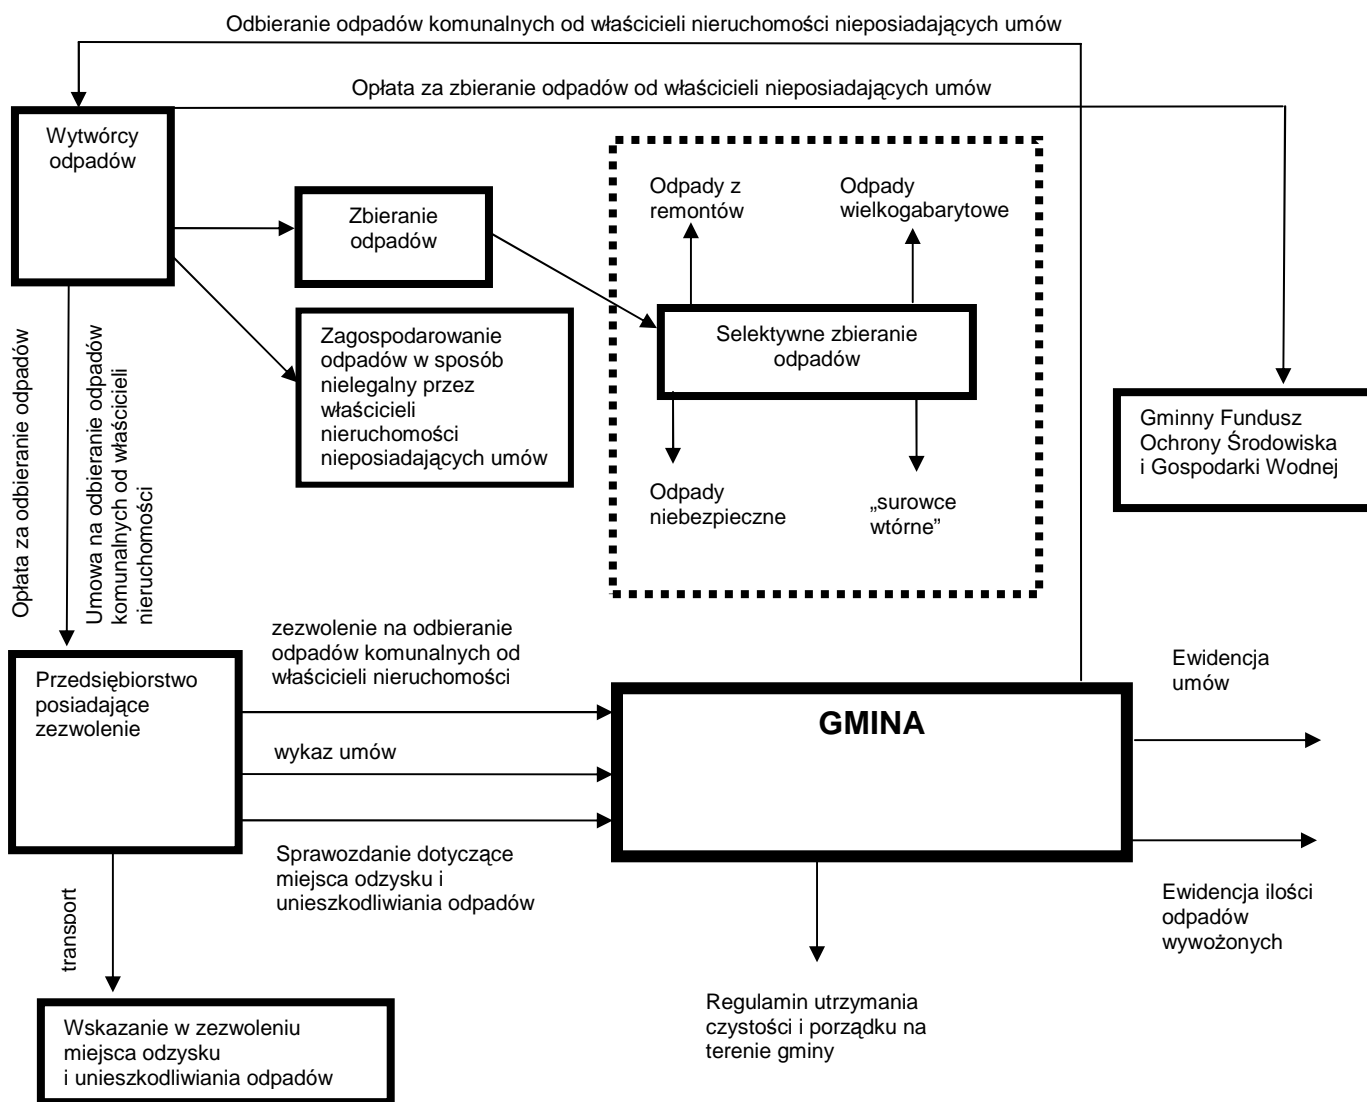 Odbieranie odpadów komunalnych od właścicieli nieruchomości nieposiadających umów
Opłata za zbieranie odpadów od właścicieli nieposiadających umów
Wytwórcy
odpadów
Zbieranie
odpadów
Odpady z
remontów
Odpady
wielkogabarytowe
Zagospodarowanie
odpadów w sposób
nielegalny przez
właścicieli
nieruchomości
nieposiadających umów
Selektywne zbieranie
odpadów
Gminny Fundusz
Ochrony Środowiska
i Gospodarki Wodnej
Odpady
niebezpieczne
„surowce
wtórne”
Opłata za odbieranie odpadów
Umowa na odbieranie odpadów
komunalnych od właścicieli
nieruchomości
Przedsiębiorstwo
posiadające
zezwolenie
zezwolenie na odbieranie
odpadów komunalnych od
właścicieli nieruchomości
wykaz umów
Sprawozdanie dotyczące
miejsca odzysku i
unieszkodliwiania odpadów
GMINA
Ewidencja
umów
Ewidencja ilości
odpadów
wywożonych
transport
Wskazanie w zezwoleniu
miejsca odzysku
i unieszkodliwiania odpadów
Regulamin utrzymania
czystości i porządku na
terenie gminy